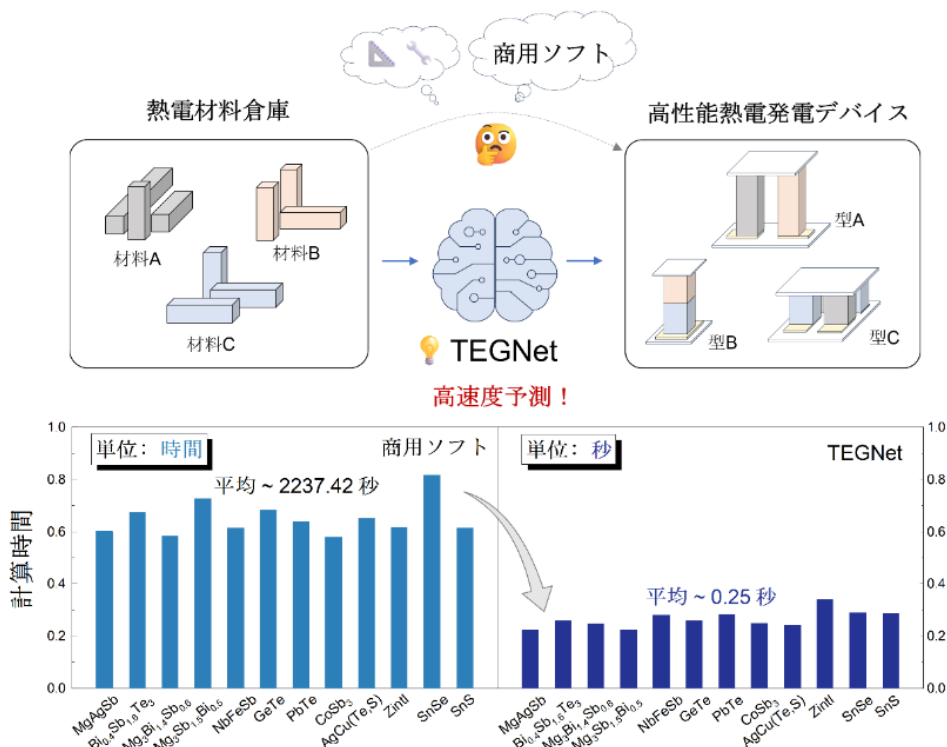 商用ソフト
熱電材料倉庫
高性能熱電発電デバイス
材料A
材料B
材料C
型A
型B
型C
TEGNet
高速度予測！
単位： 時間
商用ソフト
平均 ~ 2237.42 秒
単位： 秒
TEGNet
平均 ~ 0.25 秒
計算時間
1.0
0.8
0.6
0.4
0.2
0.0
1.0
0.8
0.6
0.4
0.2
0.0
MgAgSb
Bi0.4Sb1.6Te3
Mg3Bi1.4Sb0.6
Mg3Sb1.5Bi0.5
NbFeSb
GeTe
PbTe
CoSb3
AgCu(Te,S)
Zintl
SnSe
SnS
MgAgSb
Bi0.4Sb1.6Te3
Mg3Bi1.4Sb0.6
Mg3Sb1.5Bi0.5
NbFeSb
GeTe
PbTe
CoSb3
AgCu(Te,S)
Zintl
SnSe
SnS